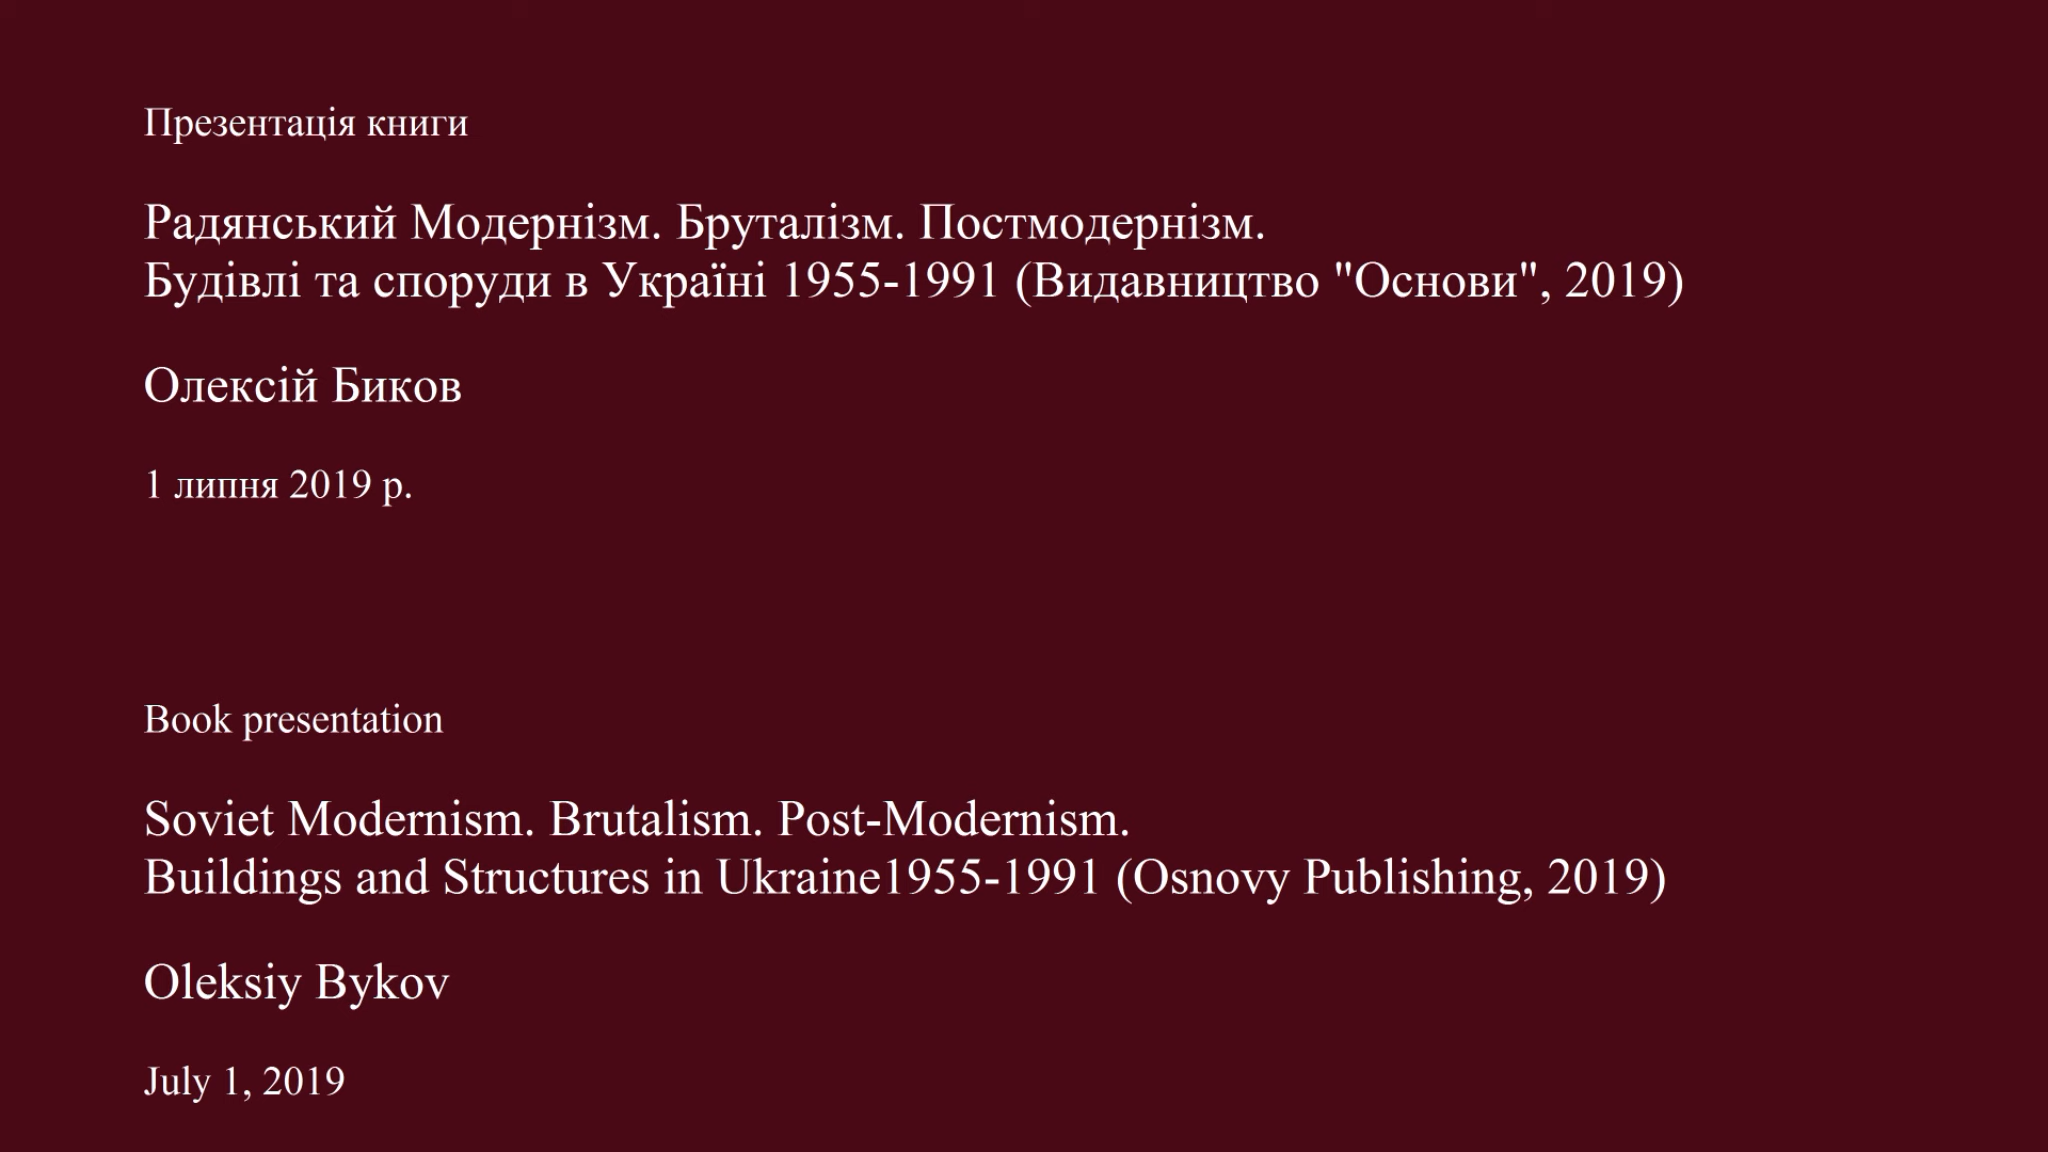 Презентація книги
Радянський Модернізм. Бруталізм. Постмодернізм.
Будівлі та споруди в Україні 1955-1991 (Видавництво "Основи", 2019)
Олексій Биков
1 липня 2019 р.
Book presentation
Soviet Modernism. Brutalism. Post-Modernism.
Buildings and Structures in Ukraine1955-1991 (Osnovy Publishing, 2019)
Oleksiy Bykov
July 1, 2019